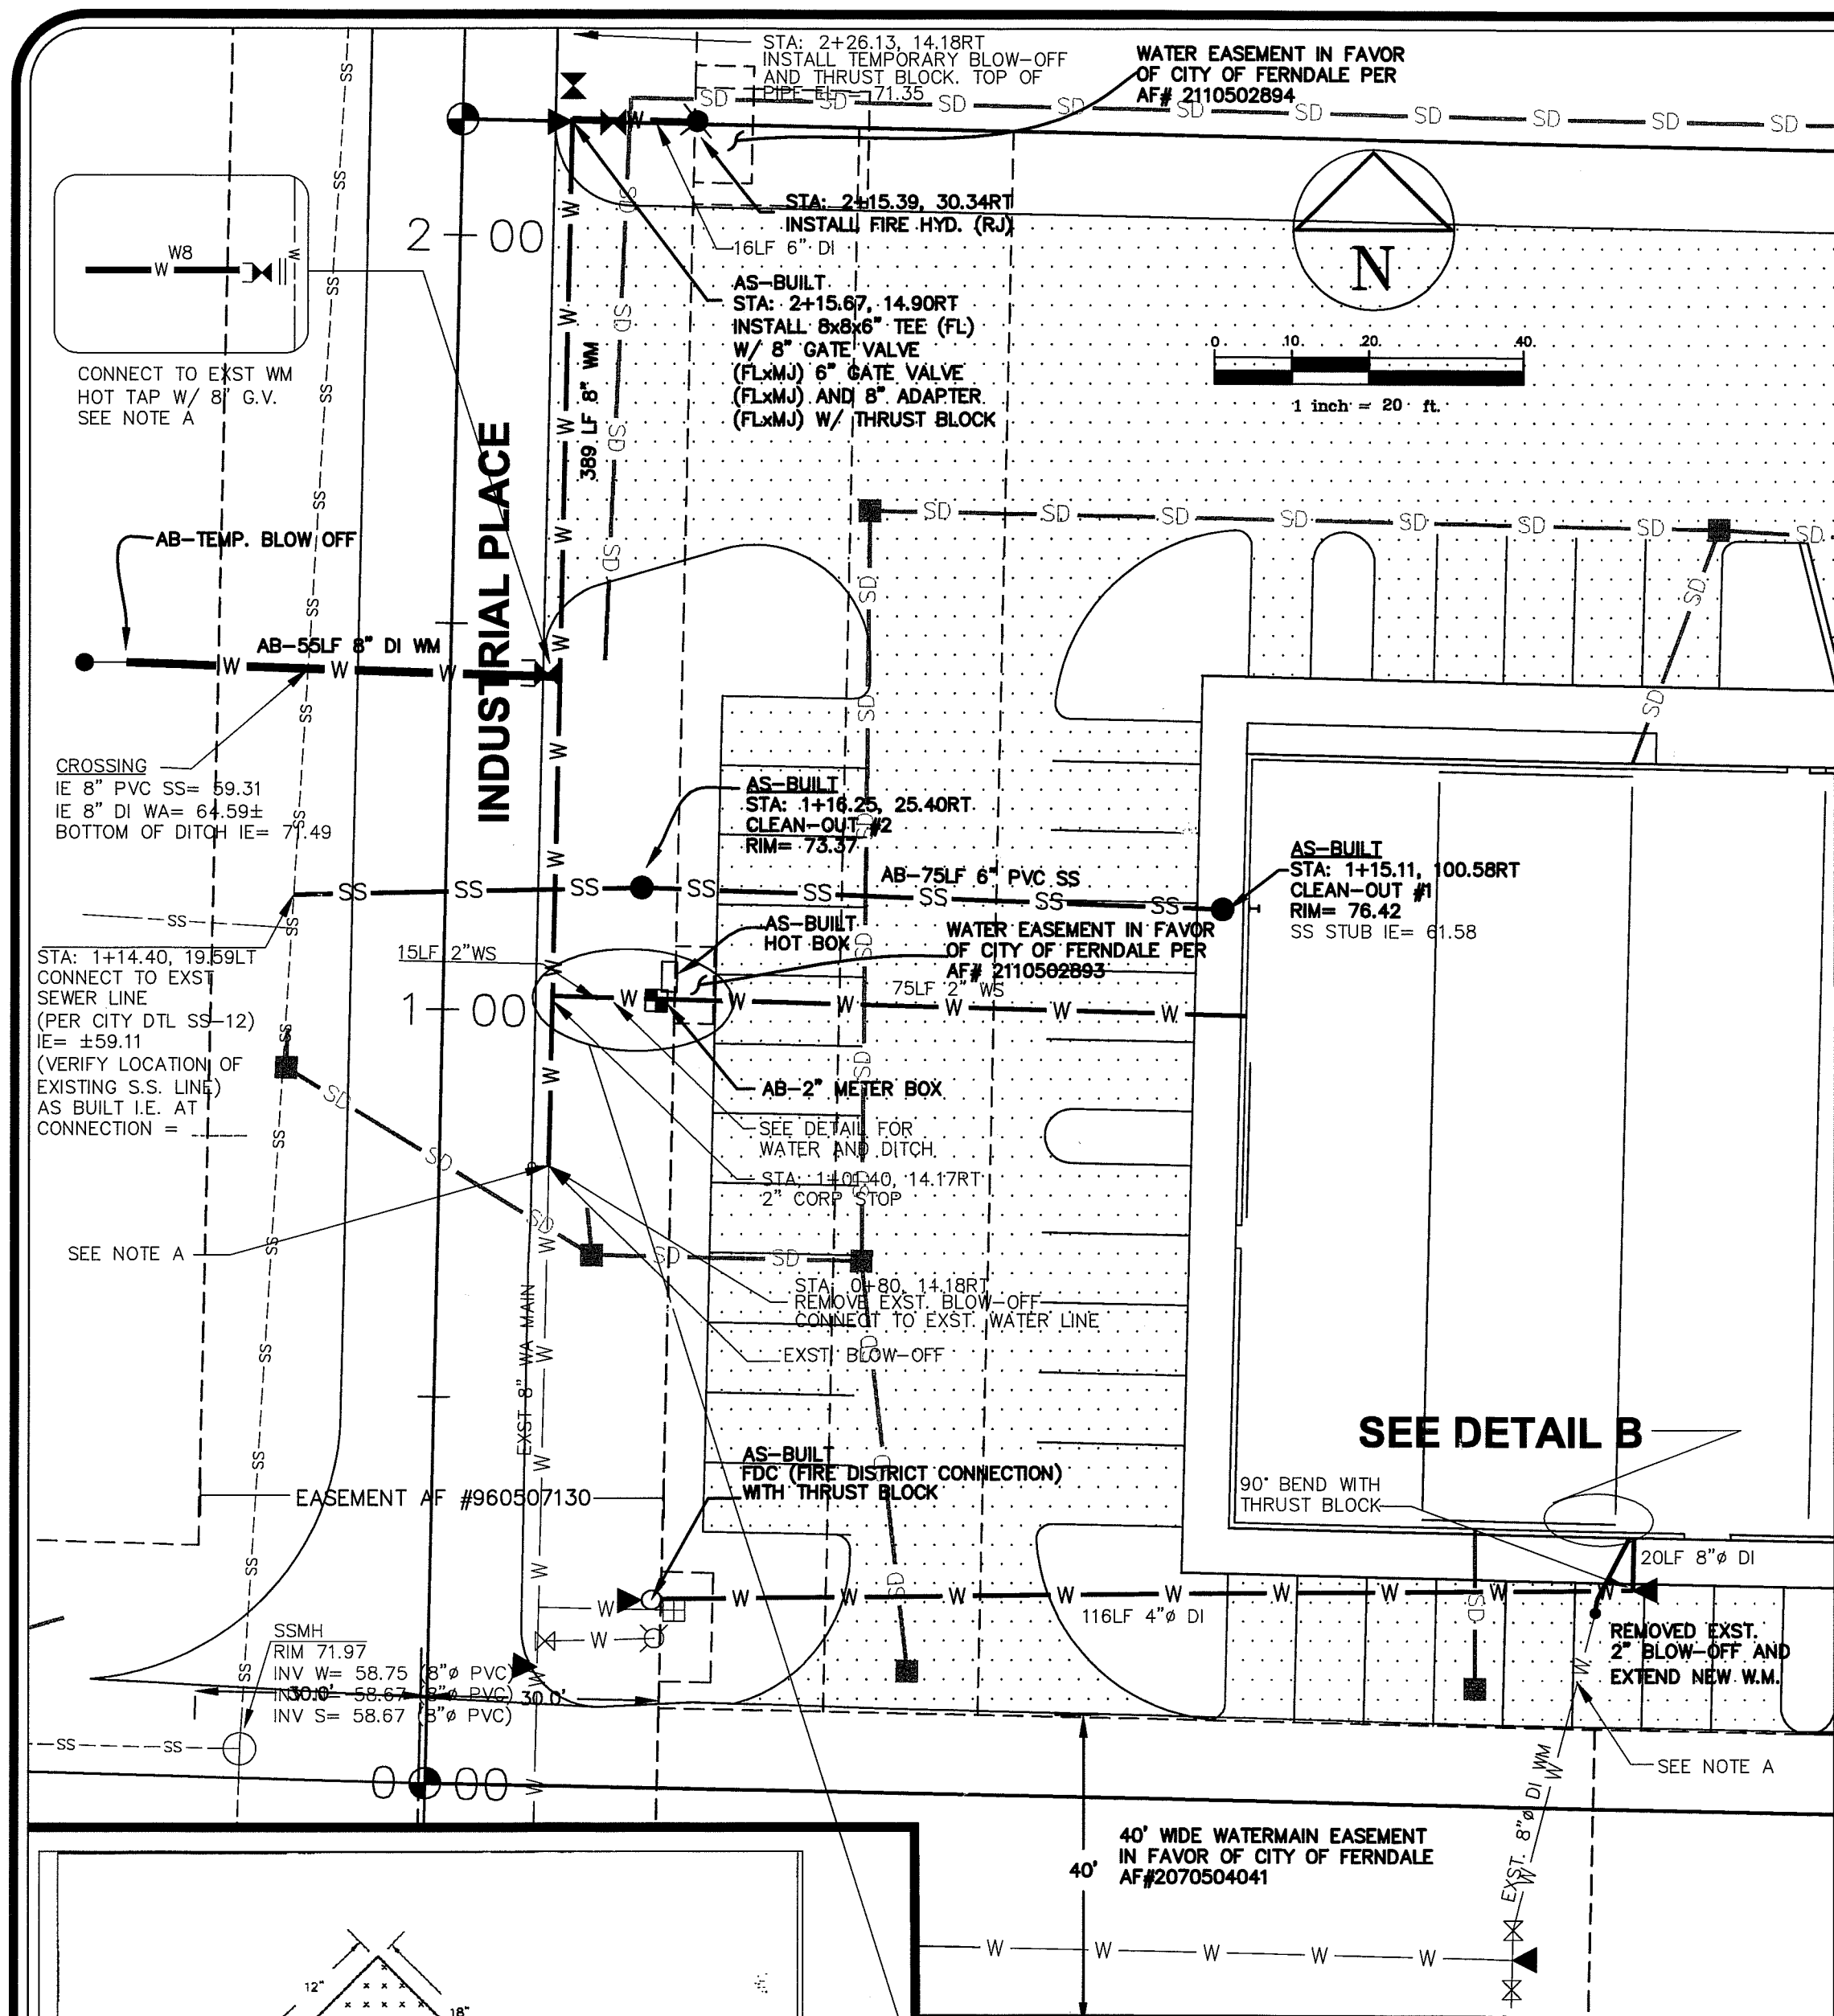 STA: 2+26.13, 14.18RT
INSTALL TEMPORARY BLOW-OFF
AND THRUST BLOCK. TOP OF
PIPE EL = 71.35
WATER EASEMENT IN FAVOR
OF CITY OF FERNDALE PER
AF# 2110502894
STA: 2+15.39, 30.34RT
INSTALL FIRE HYD. (RJ)
16LF 6" DI
AS-BUILT
STA: 2+15.67, 14.90RT
INSTALL 8x8x6" TEE (FL)
W/ 8" GATE VALVE
(FLxMJ) 6" GATE VALVE
(FLxMJ) AND 8" ADAPTER
(FLxMJ) W/ THRUST BLOCK
2+00
N
0 10 20 40
1 inch = 20 ft.
W8
W
CONNECT TO EXST WM
HOT TAP W/ 8" G.V.
SEE NOTE A
389 LF 8" WM
INDUSTRIAL PLACE
AB-TEMP. BLOW OFF
AB-55LF 8" DI WM
CROSSING
IE 8" PVC SS= 59.31
IE 8" DI WA= 64.59±
BOTTOM OF DITCH IE= 71.49
AS-BUILT
STA: 1+16.25, 25.40RT
CLEAN-OUT #2
RIM= 73.37
AB-75LF 6" PVC SS
AS-BUILT
STA: 1+15.11, 100.58RT
CLEAN-OUT #1
RIM= 76.42
SS STUB IE= 61.58
AS-BUILT
HOT BOX
WATER EASEMENT IN FAVOR
OF CITY OF FERNDALE PER
AF# 2110502893
15LF 2"WS
75LF 2" WS
STA: 1+14.40, 19.59LT
CONNECT TO EXST
SEWER LINE
(PER CITY DTL SS-12)
IE= ±59.11
(VERIFY LOCATION OF
EXISTING S.S. LINE)
AS BUILT I.E. AT
CONNECTION = ____
1+00
AB-2" METER BOX
SEE DETAIL FOR
WATER AND DITCH
STA: 1+01.40, 14.17RT
2" CORP STOP
SEE NOTE A
STA: 0+80, 14.18RT
REMOVE EXST. BLOW-OFF
CONNECT TO EXST. WATER LINE
EXST. BLOW-OFF
EXST 8" WA MAIN
SEE DETAIL B
90° BEND WITH
THRUST BLOCK
AS-BUILT
FDC (FIRE DISTRICT CONNECTION)
WITH THRUST BLOCK
EASEMENT AF #960507130
20LF 8"ø DI
116LF 4"ø DI
REMOVED EXST.
2" BLOW-OFF AND
EXTEND NEW W.M.
SSMH
RIM 71.97
INV W= 58.75 (8"ø PVC)
INV N= 58.67 (8"ø PVC)
INV S= 58.67 (8"ø PVC)
30.0' 30.0'
SEE NOTE A
EXST. 8"ø DI WM
0+00
40' WIDE WATERMAIN EASEMENT
IN FAVOR OF CITY OF FERNDALE
AF#2070504041
40'
12"
18"